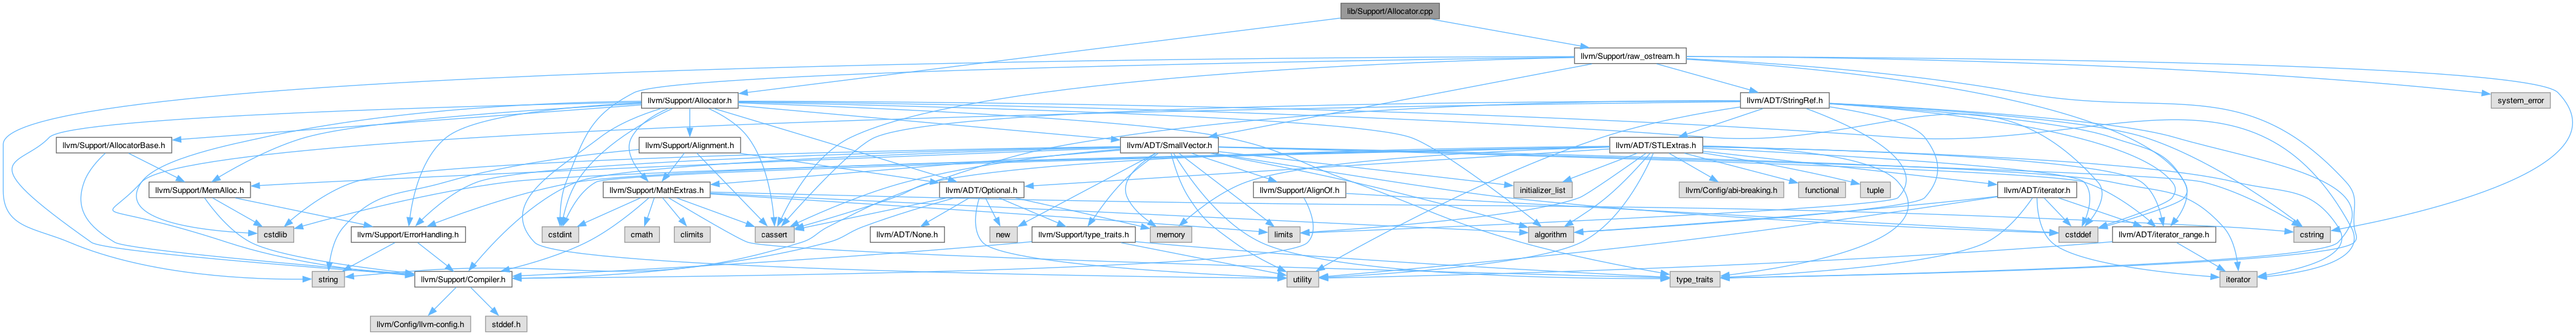 lib/Support/Allocator.cpp
llvm/Support/raw_ostream.h
llvm/Support/Allocator.h
llvm/ADT/StringRef.h
system_error
llvm/Support/AllocatorBase.h
llvm/Support/Alignment.h
llvm/ADT/SmallVector.h
llvm/ADT/STLExtras.h
llvm/Support/MemAlloc.h
llvm/Support/MathExtras.h
llvm/ADT/Optional.h
llvm/Support/AlignOf.h
initializer_list
llvm/Config/abi-breaking.h
functional
tuple
llvm/ADT/iterator.h
cstdlib
llvm/Support/ErrorHandling.h
cstdint
cmath
climits
cassert
llvm/ADT/None.h
new
llvm/Support/type_traits.h
memory
limits
algorithm
cstddef
llvm/ADT/iterator_range.h
cstring
string
llvm/Support/Compiler.h
utility
type_traits
iterator
llvm/Config/llvm-config.h
stddef.h